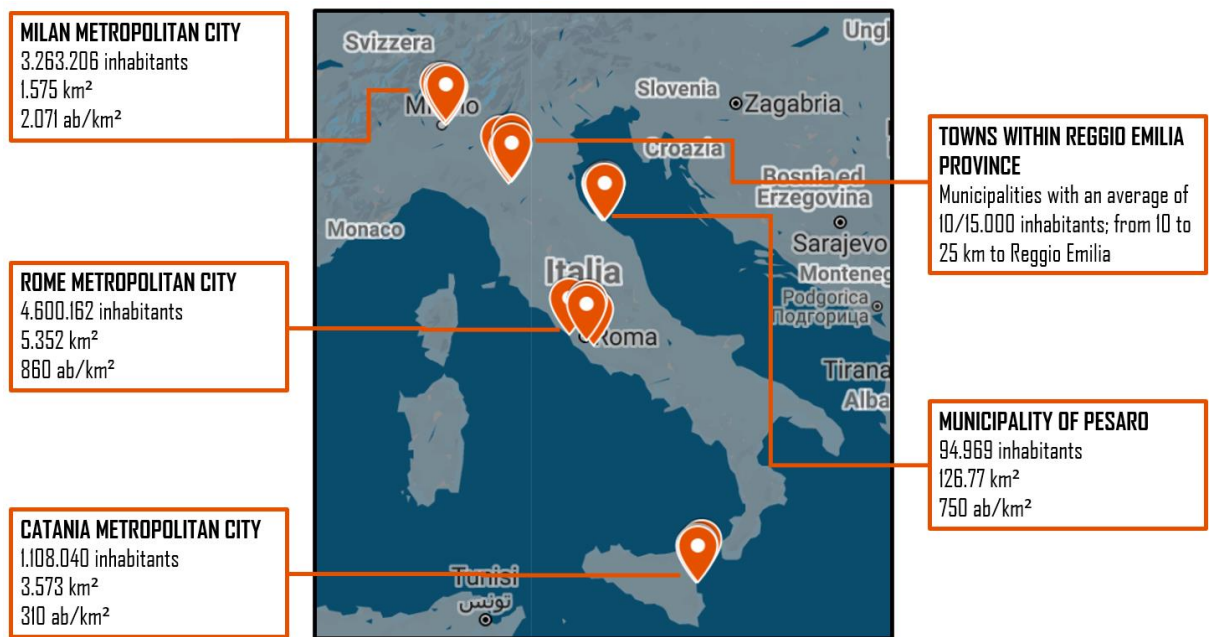 MILAN METROPOLITAN CITY
3.263.206 inhabitants
1.575 km²
2.071 ab/km²
ROME METROPOLITAN CITY
4.600.162 inhabitants
5.352 km²
860 ab/km²
CATANIA METROPOLITAN CITY
1.108.040 inhabitants
3.573 km²
310 ab/km²
Svizzera
Slovenia
Zagabria
Croazia
Bosnia ed
Erzegovina
Monaco
Sarajevo
Italia
Podgorica
Подгорица
Roma
Tirana
Tunisi
تونس
TOWNS WITHIN REGGIO EMILIA
PROVINCE
Municipalities with an average of
10/15.000 inhabitants; from 10 to
25 km to Reggio Emilia
MUNICIPALITY OF PESARO
94.969 inhabitants
126.77 km²
750 ab/km²